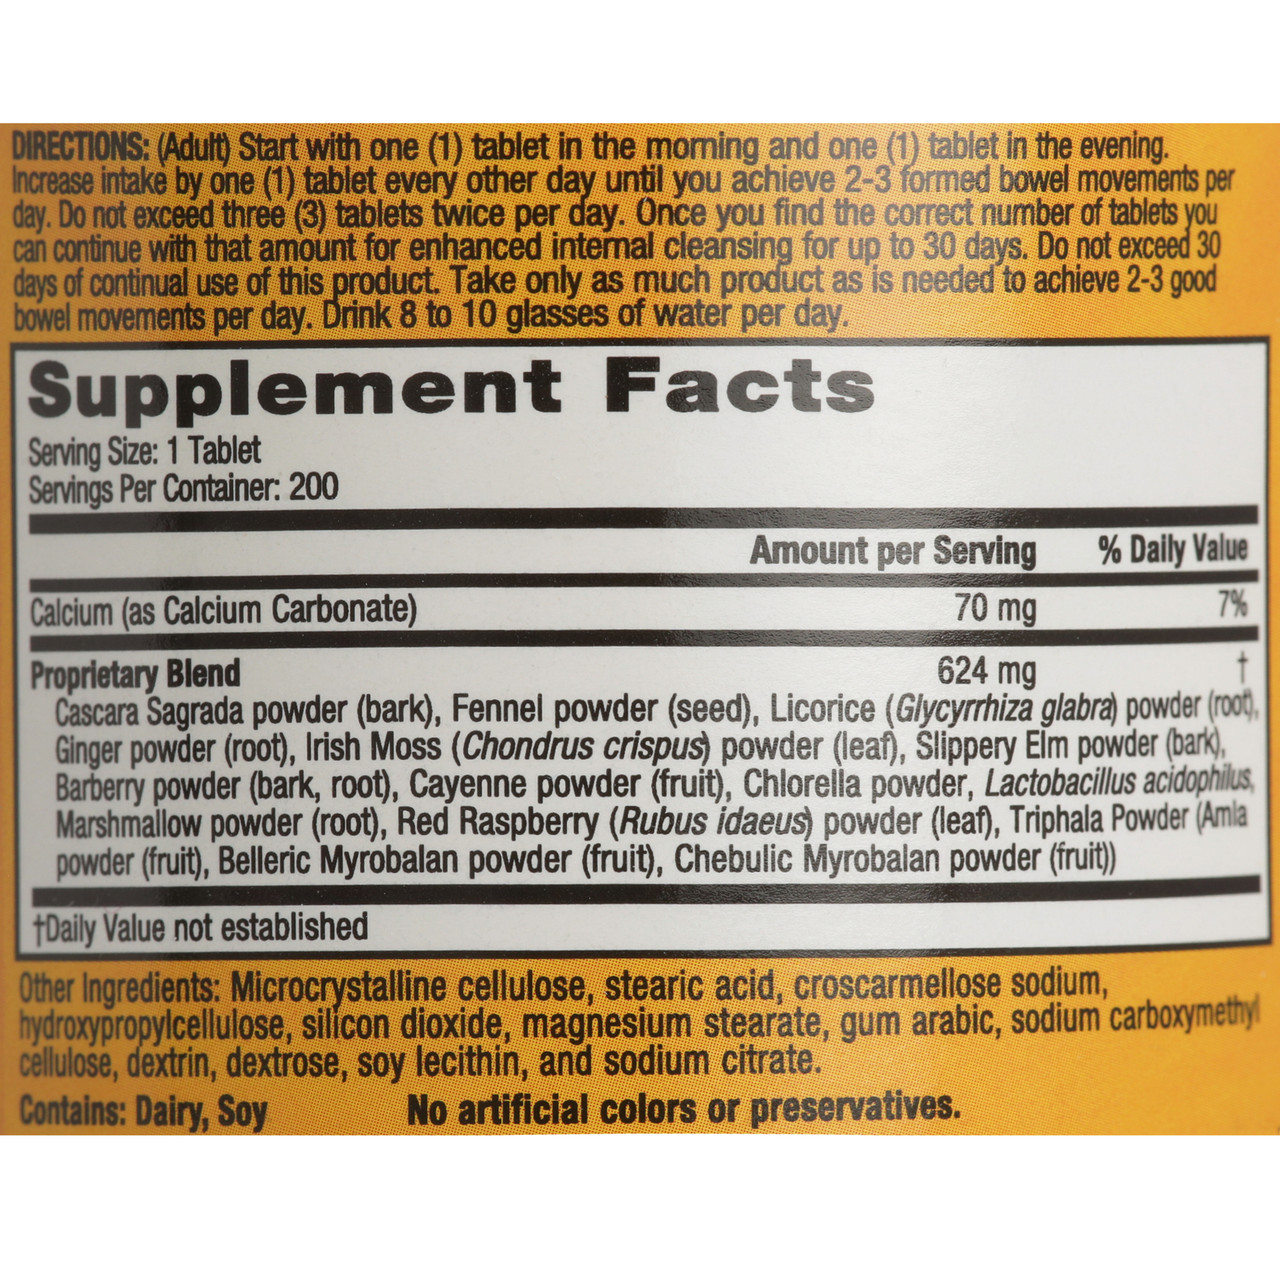 DIRECTIONS: (Adult) Start with one (1) tablet in the morning and one (1) tablet in the evening.
Increase intake by one (1) tablet every other day until you achieve 2-3 formed bowel movements per
day. Do not exceed three (3) tablets twice per day. Once you find the correct number of tablets you
can continue with that amount for enhanced internal cleansing for up to 30 days. Do not exceed 30
days of continual use of this product. Take only as much product as is needed to achieve 2-3 good
bowel movements per day. Drink 8 to 10 glasses of water per day.
Supplement Facts
Serving Size: 1 Tablet
Servings Per Container: 200
Amount per Serving % Daily Value
Calcium (as Calcium Carbonate) 70 mg 7%
Proprietary Blend 624 mg †
Cascara Sagrada powder (bark), Fennel powder (seed), Licorice (Glycyrrhiza glabra) powder (root),
Ginger powder (root), Irish Moss (Chondrus crispus) powder (leaf), Slippery Elm powder (bark),
Barberry powder (bark, root), Cayenne powder (fruit), Chlorella powder, Lactobacillus acidophilus,
Marshmallow powder (root), Red Raspberry (Rubus idaeus) powder (leaf), Triphala Powder (Amla
powder (fruit), Belleric Myrobalan powder (fruit), Chebulic Myrobalan powder (fruit))
†Daily Value not established
Other Ingredients: Microcrystalline cellulose, stearic acid, croscarmellose sodium,
hydroxypropylcellulose, silicon dioxide, magnesium stearate, gum arabic, sodium carboxymethyl
cellulose, dextrin, dextrose, soy lecithin, and sodium citrate.
Contains: Dairy, Soy No artificial colors or preservatives.